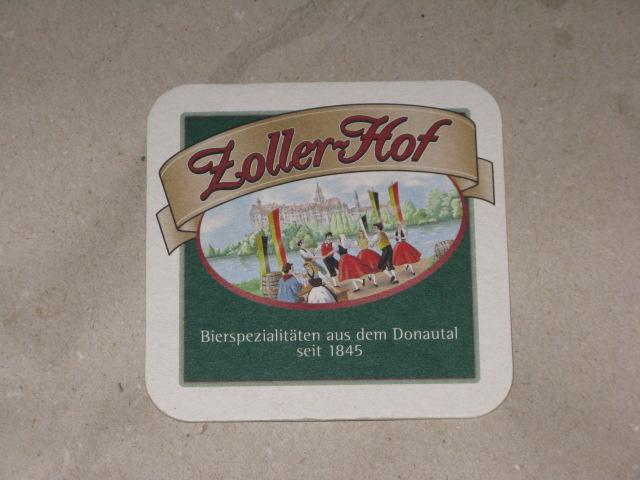 Zoller-Hof
Bierspezialitäten aus dem Donautal
seit 1845